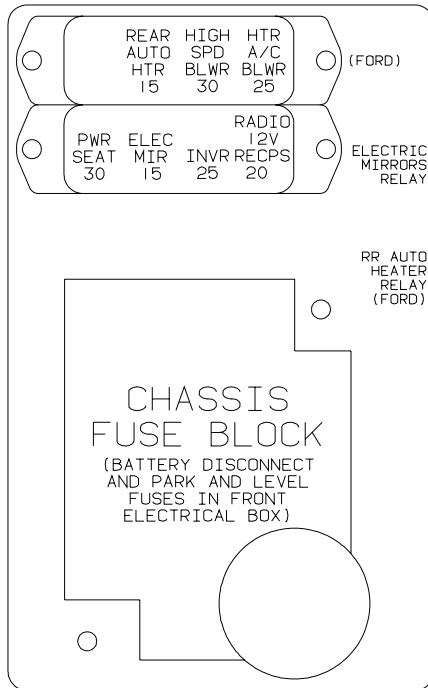 REAR HIGH HTR
AUTO SPD A/C
HTR BLWR BLWR
15 30 25
(FORD)
RADIO
PWR ELEC 12V
SEAT MIR INVR RECPS
30 15 25 20
ELECTRIC
MIRRORS
RELAY
RR AUTO
HEATER
RELAY
(FORD)
CHASSIS
FUSE BLOCK
(BATTERY DISCONNECT
AND PARK AND LEVEL
FUSES IN FRONT
ELECTRICAL BOX)